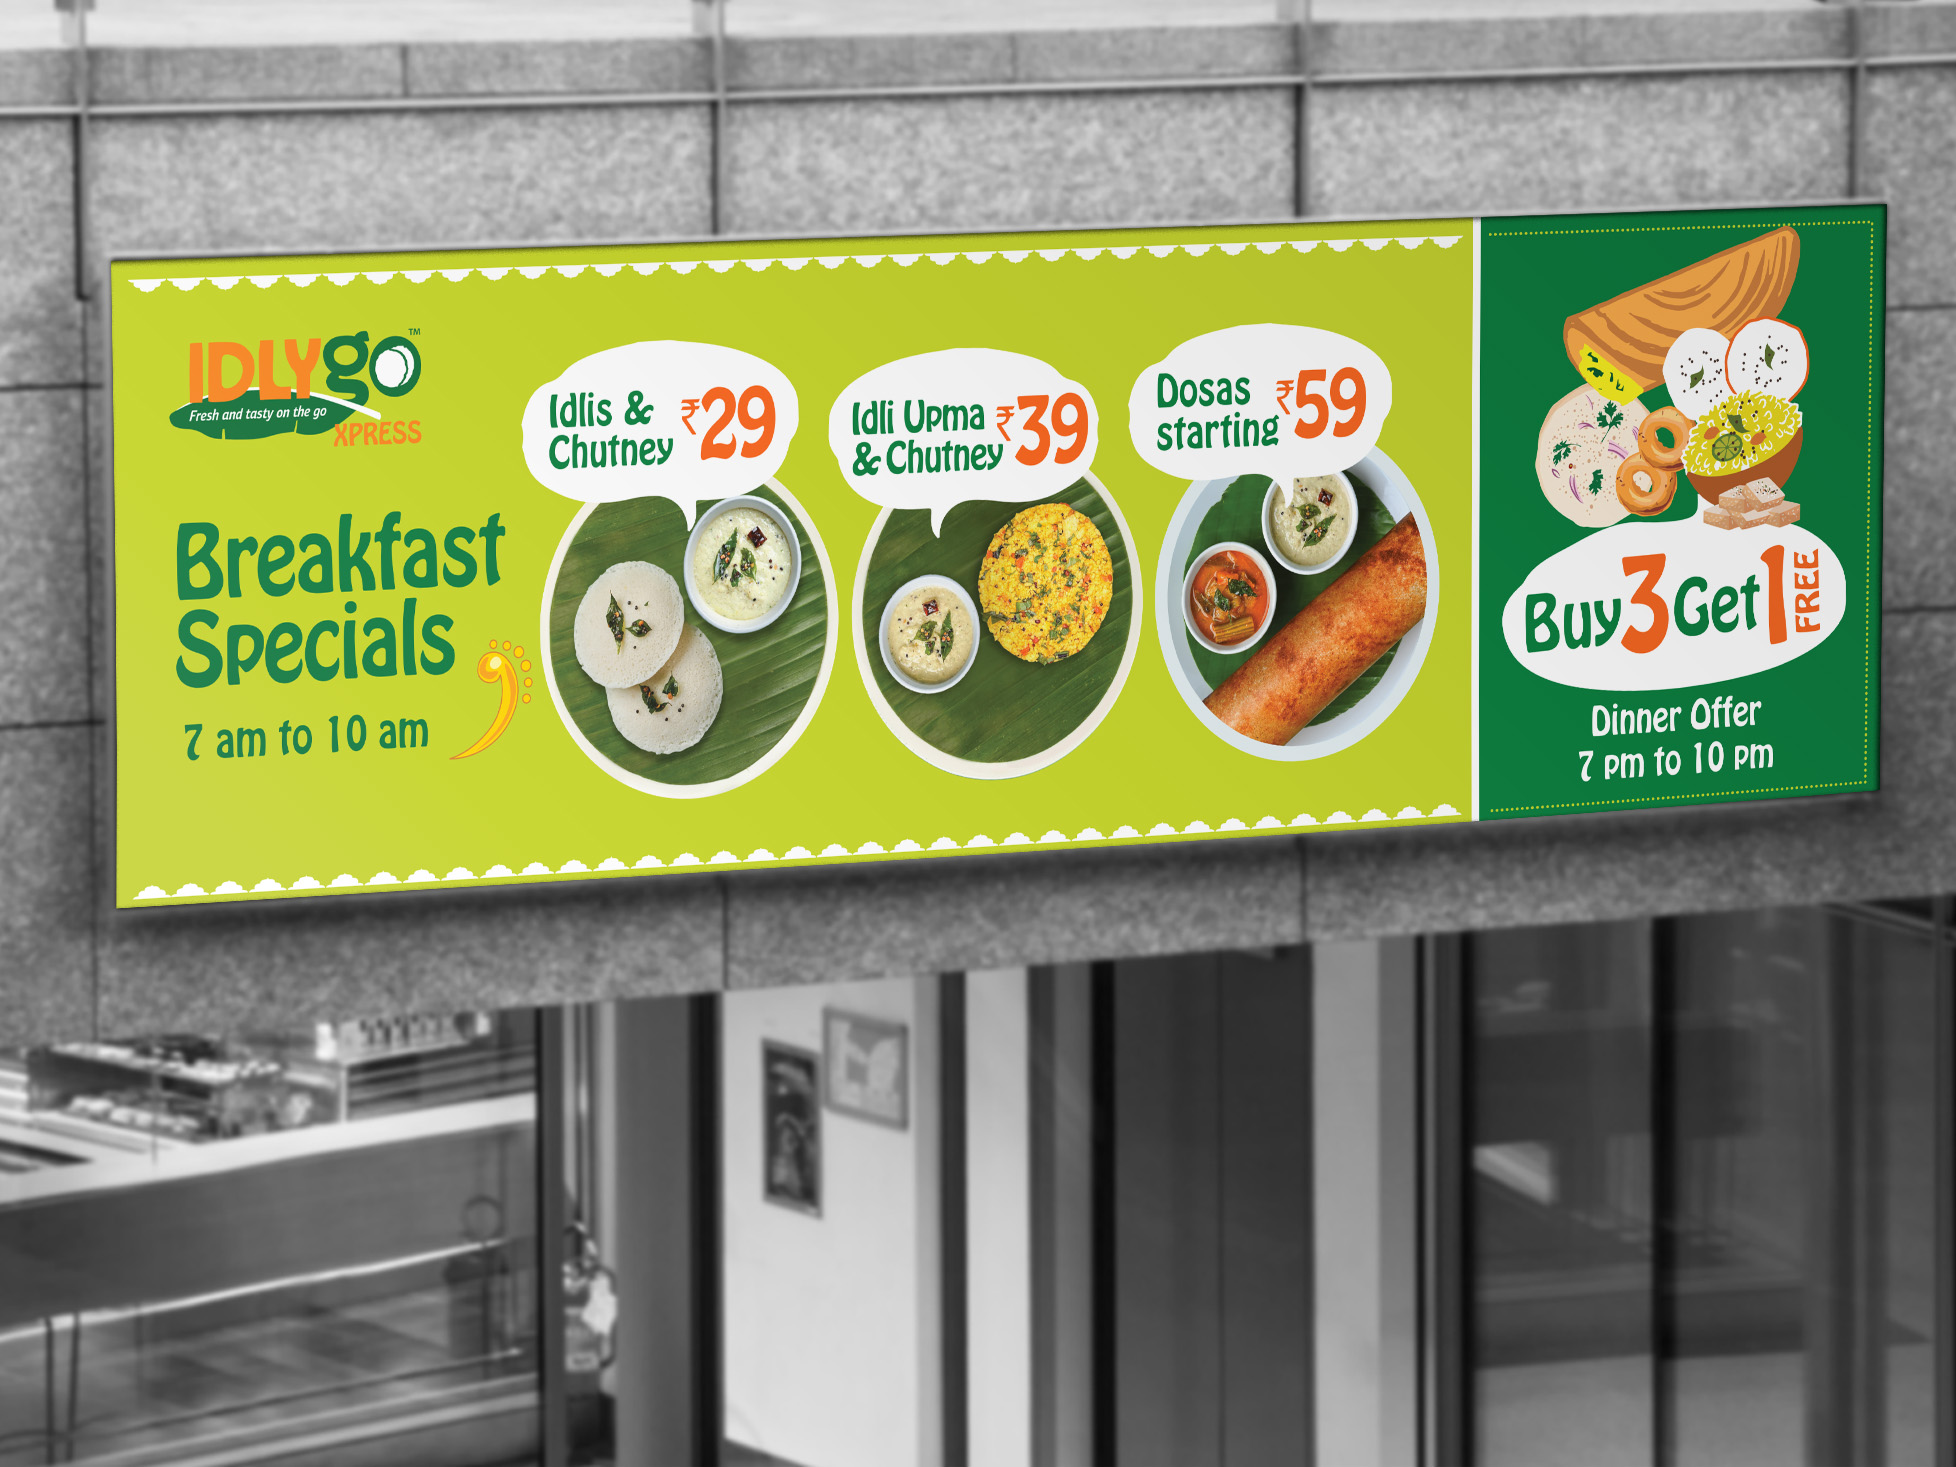 IDLYgo™
Fresh and tasty on the go
XPRESS
Breakfast
Specials
7 am to 10 am
Idlis &
Chutney
₹29
Idli Upma
& Chutney
₹39
Dosas
starting
₹59
Buy 3 Get 1 FREE
Dinner Offer
7 pm to 10 pm